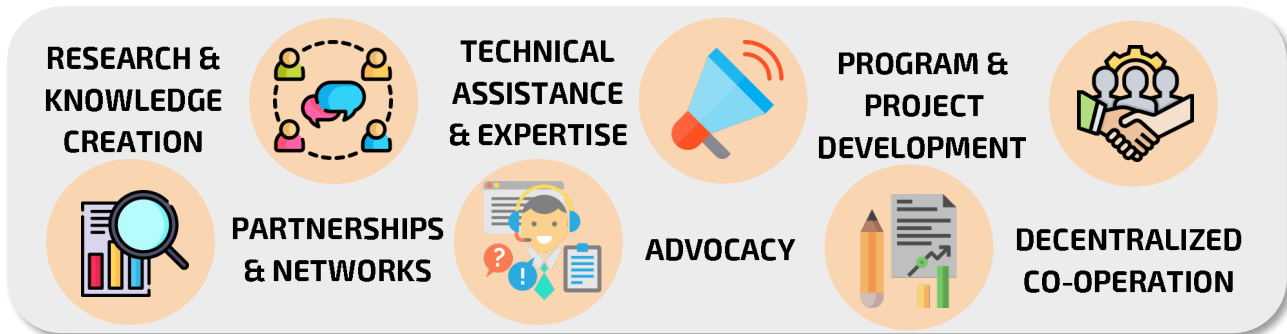 RESEARCH &
KNOWLEDGE
CREATION
PARTNERSHIPS
& NETWORKS
TECHNICAL
ASSISTANCE
& EXPERTISE
?
!
ADVOCACY
PROGRAM &
PROJECT
DEVELOPMENT
DECENTRALIZED
CO-OPERATION